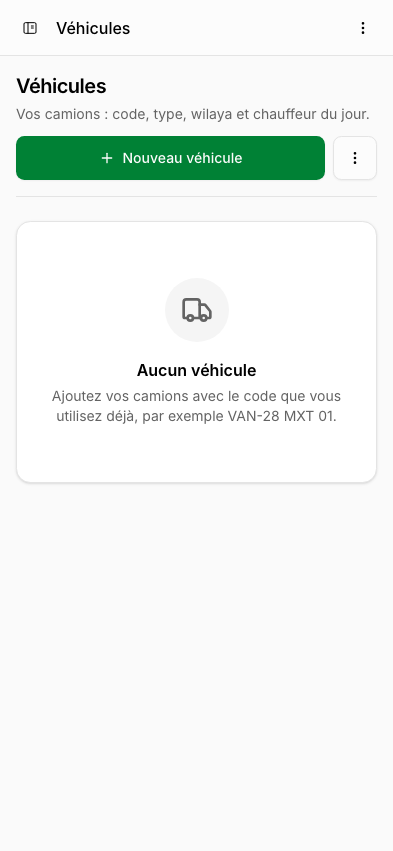 Véhicules
Véhicules
Vos camions : code, type, wilaya et chauffeur du jour.
Nouveau véhicule
Aucun véhicule
Ajoutez vos camions avec le code que vous
utilisez déjà, par exemple VAN-28 MXT 01.